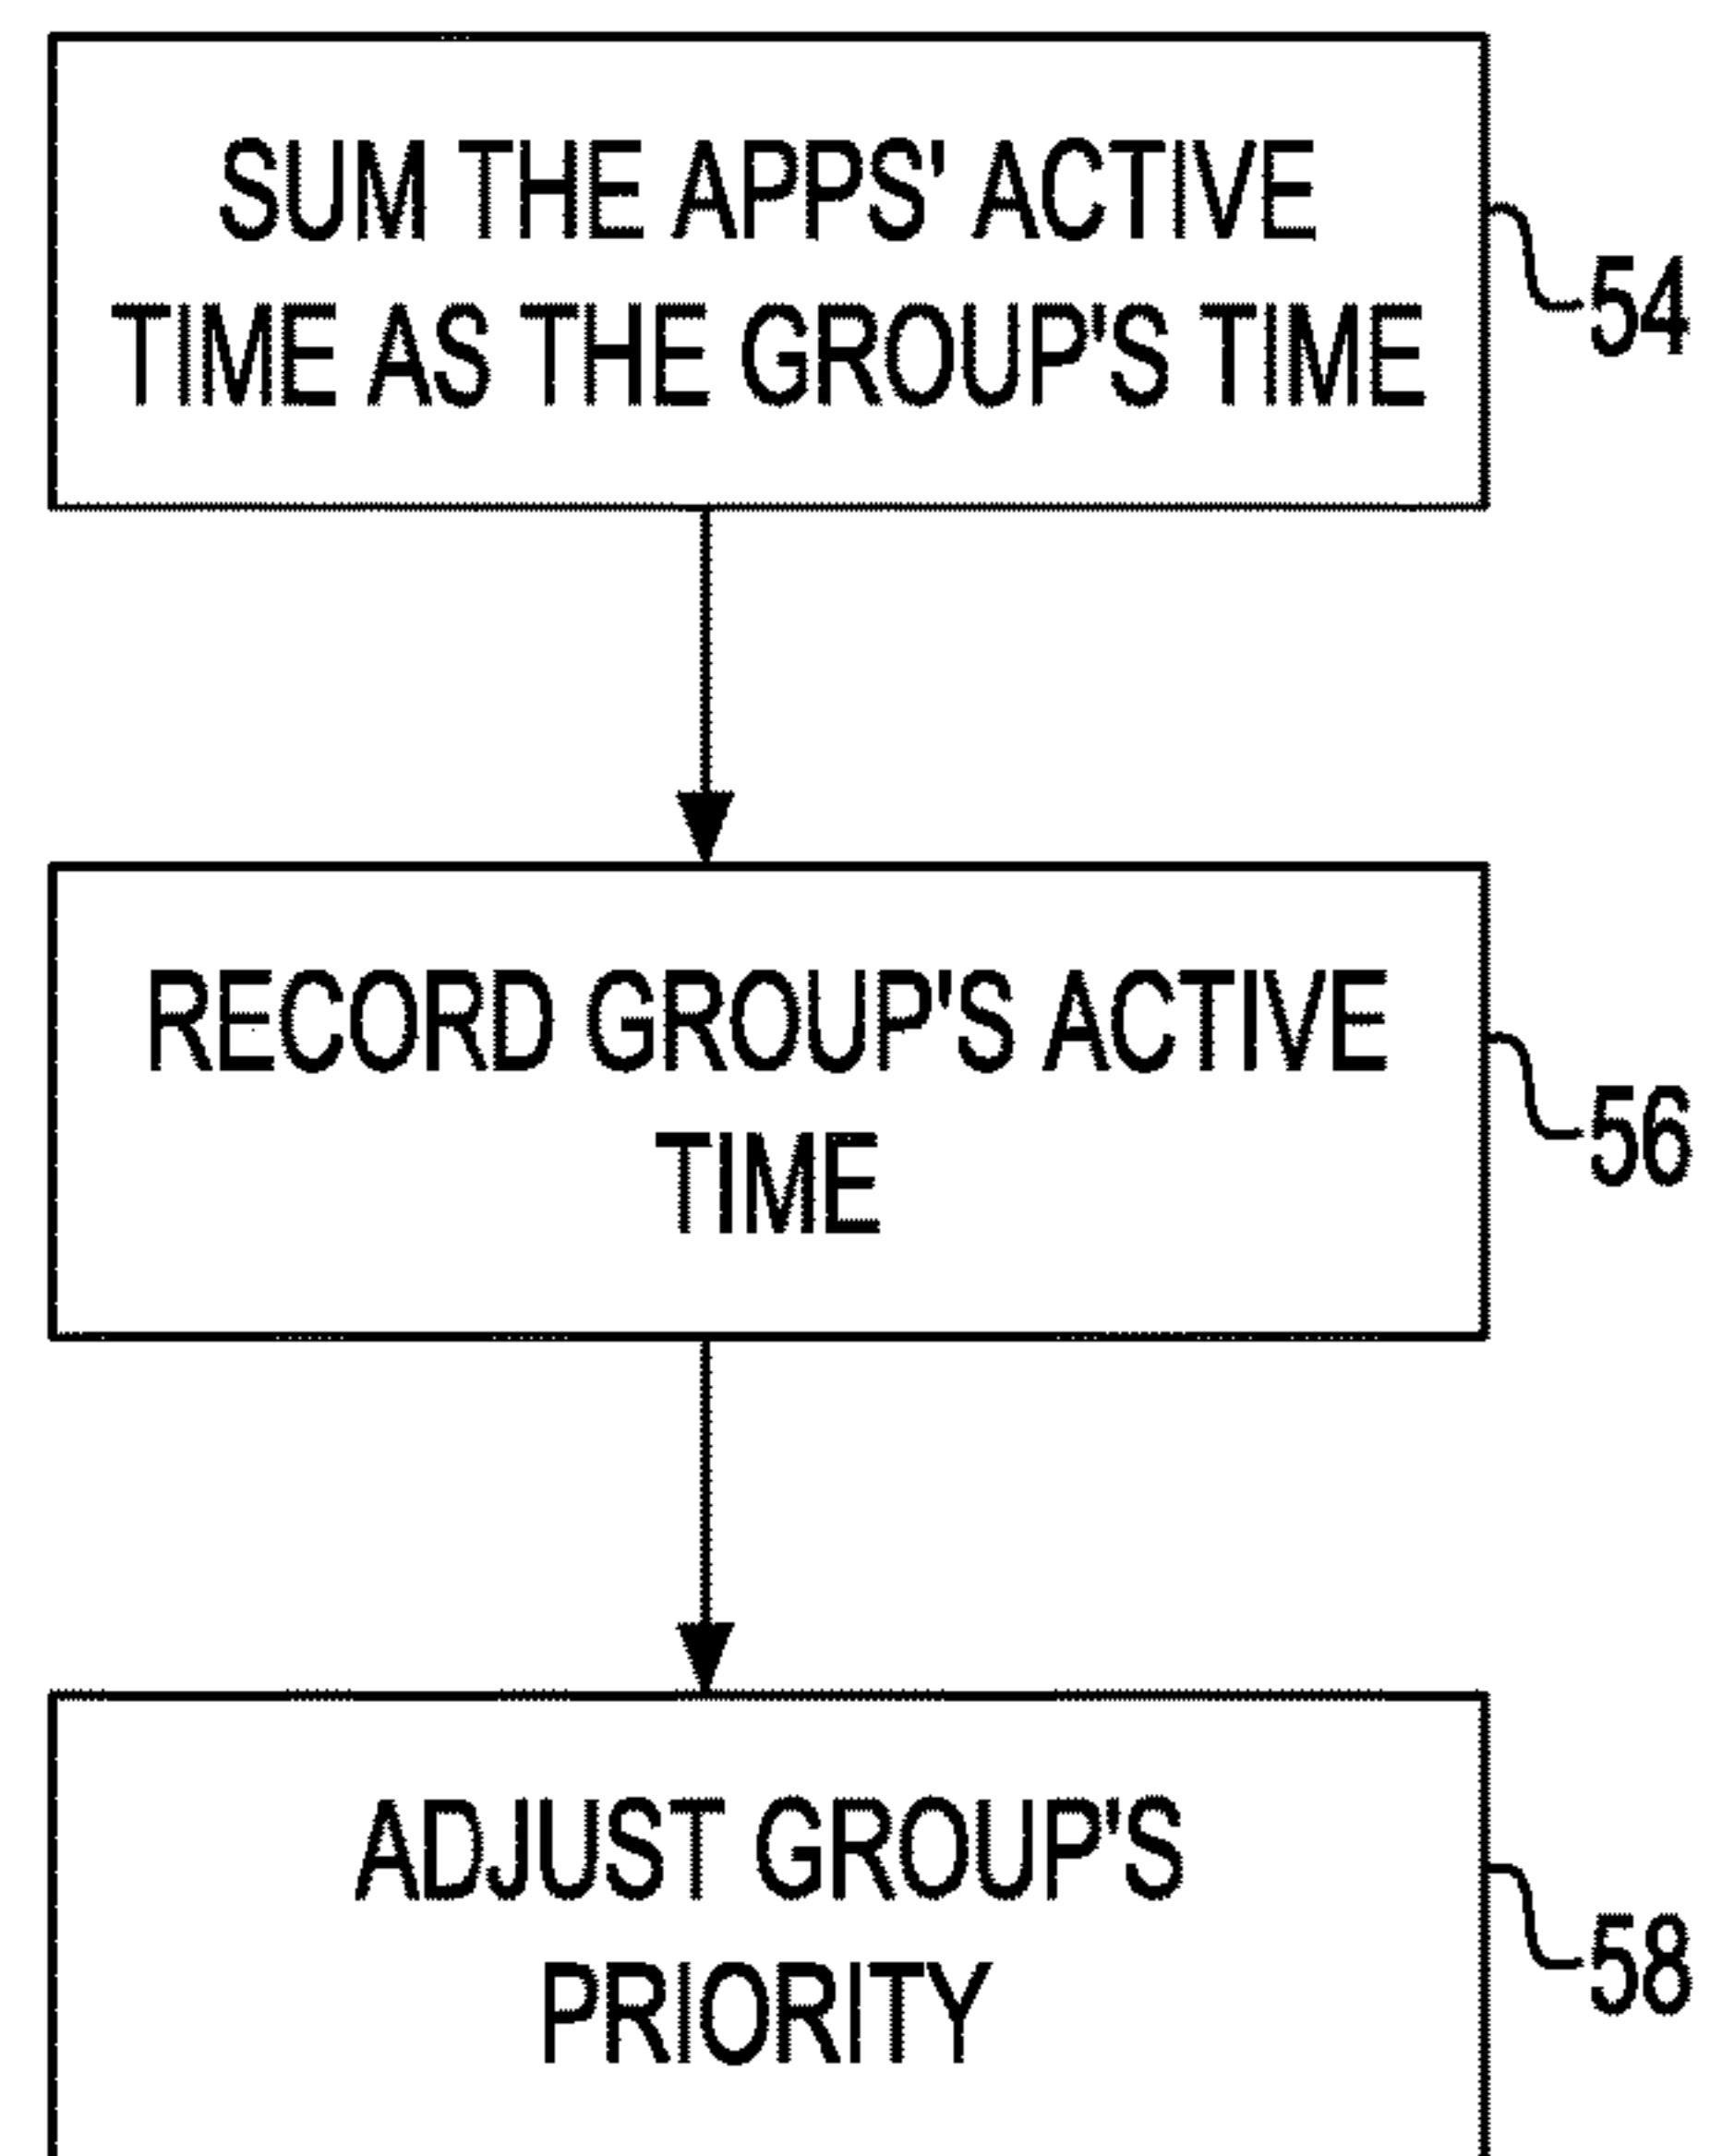 SUM THE APPS' ACTIVE
TIME AS THE GROUP'S TIME
54
RECORD GROUP'S ACTIVE
TIME
56
ADJUST GROUP'S
PRIORITY
58